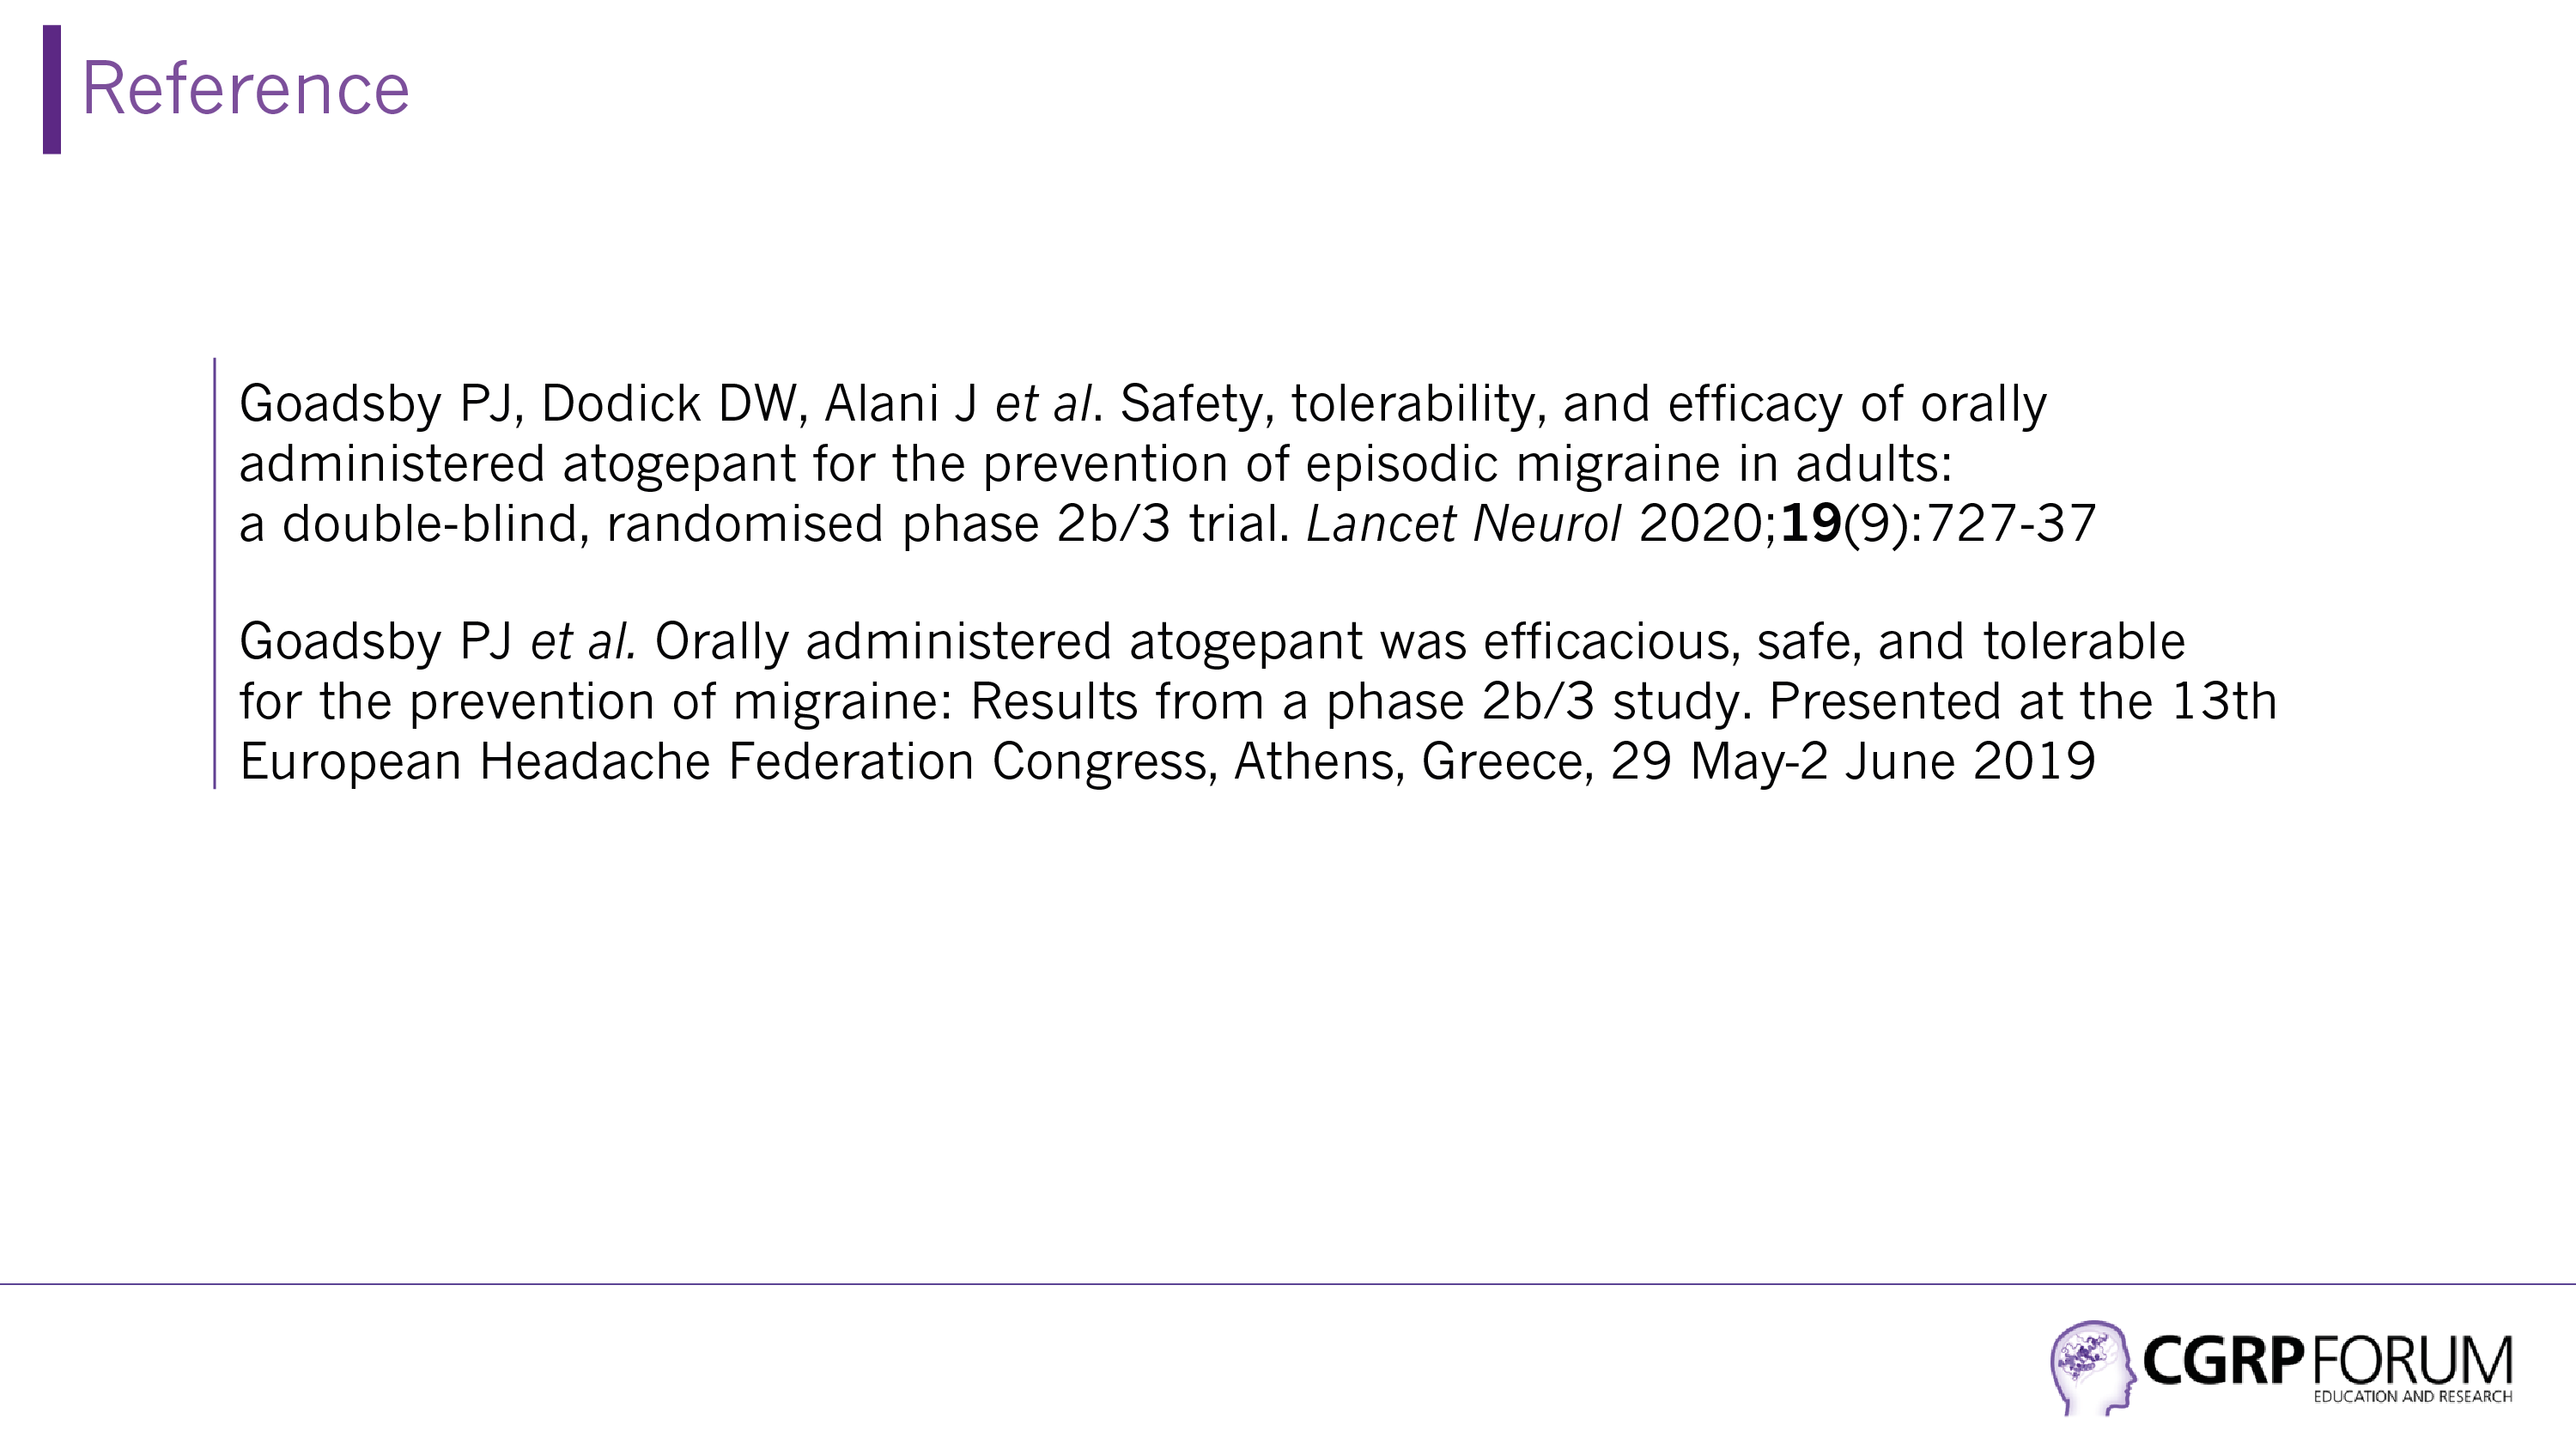 Reference
Goadsby PJ, Dodick DW, Alani J et al. Safety, tolerability, and efficacy of orally
administered atogepant for the prevention of episodic migraine in adults:
a double-blind, randomised phase 2b/3 trial. Lancet Neurol 2020;19(9):727-37
Goadsby PJ et al. Orally administered atogepant was efficacious, safe, and tolerable
for the prevention of migraine: Results from a phase 2b/3 study. Presented at the 13th
European Headache Federation Congress, Athens, Greece, 29 May-2 June 2019
CGRPFORUM
EDUCATION AND RESEARCH